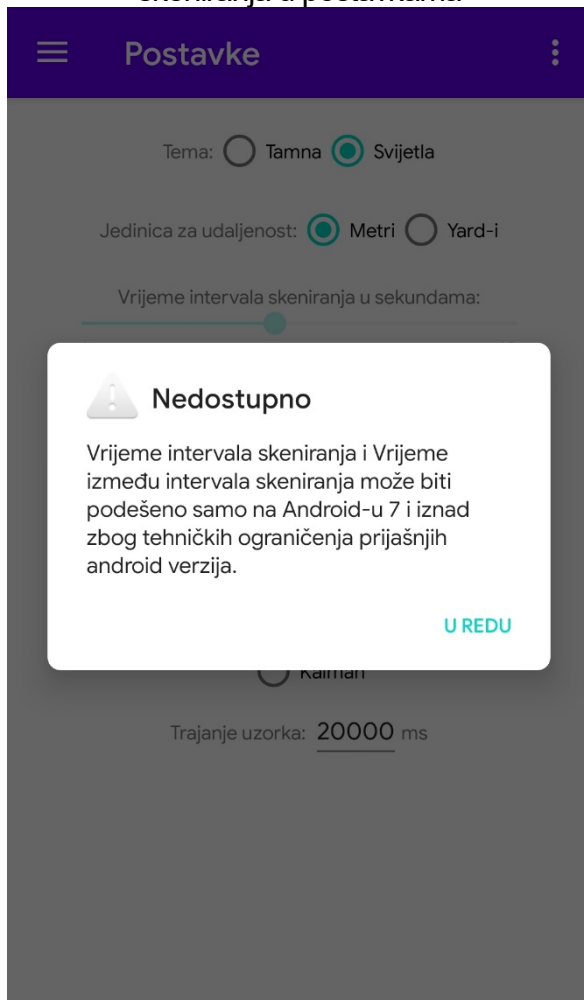 skeniranja u postavkama
Postavke
Tema: Tamna Svijetla
Jedinica za udaljenost: Metri Yard-i
Vrijeme intervala skeniranja u sekundama:
Nedostupno
Vrijeme intervala skeniranja i Vrijeme
između intervala skeniranja može biti
podešeno samo na Android-u 7 i iznad
zbog tehničkih ograničenja prijašnjih
android verzija.
U REDU
Kalman
Trajanje uzorka: 20000 ms